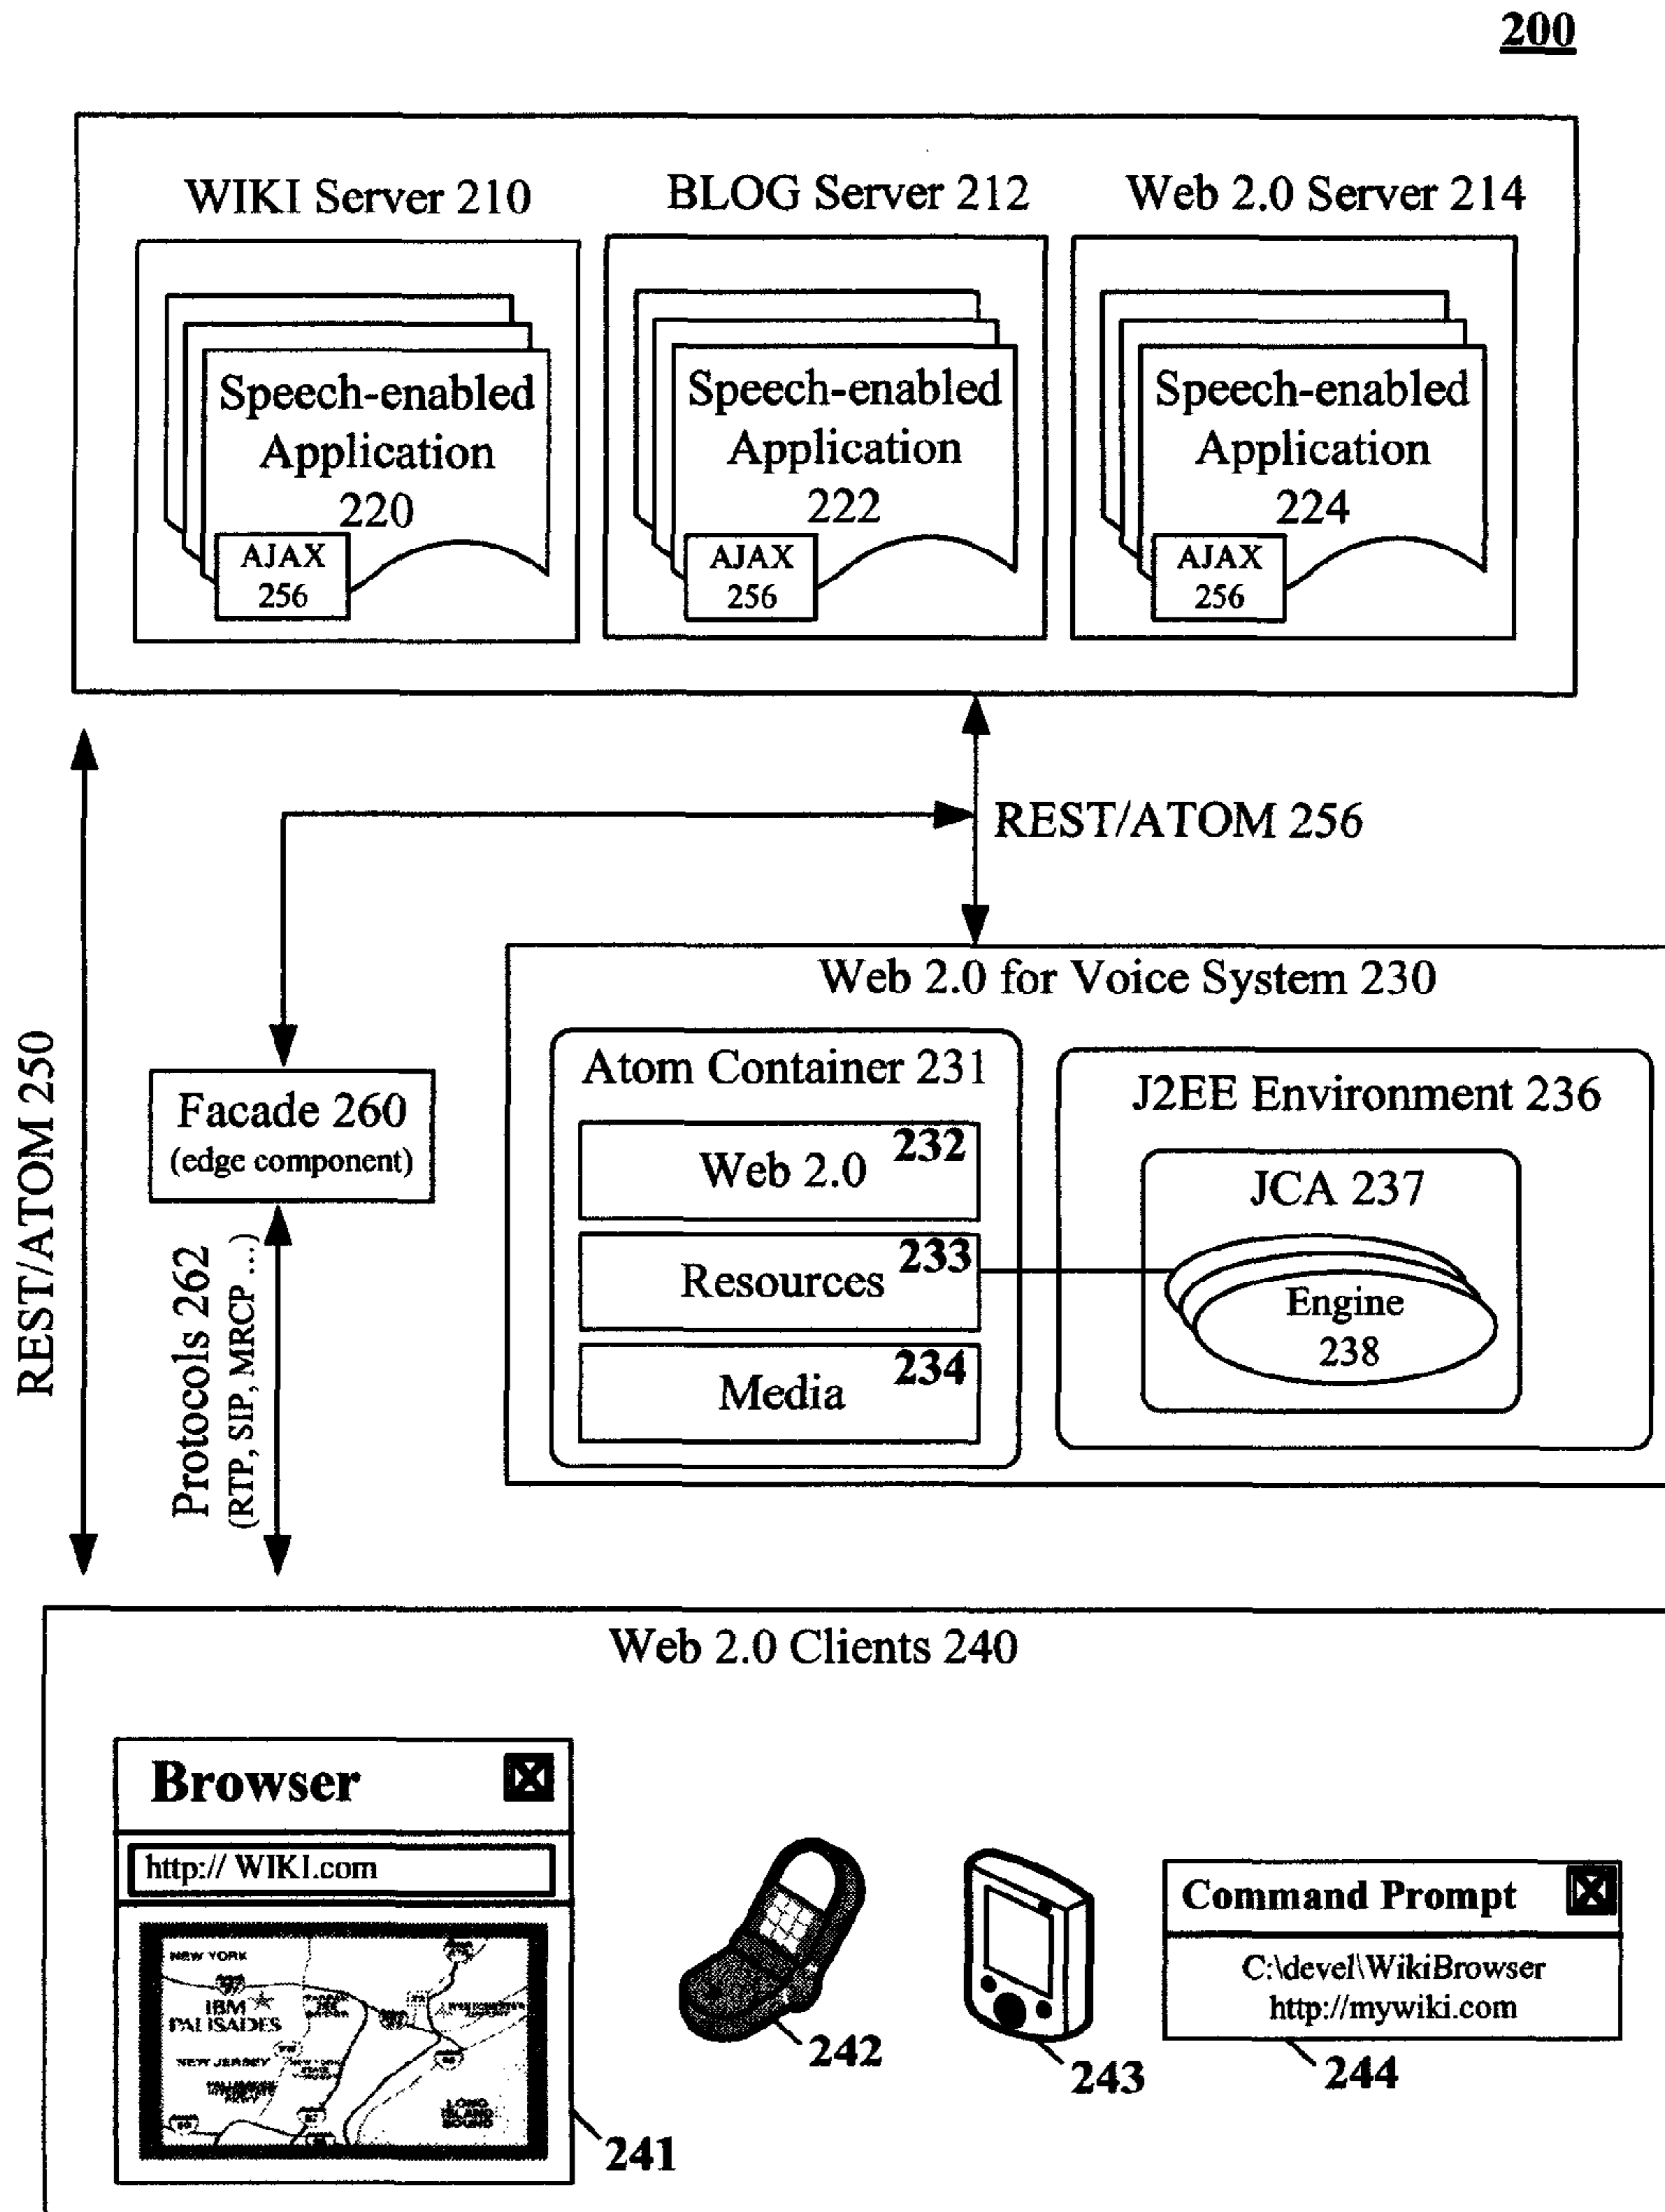 200
WIKI Server 210
BLOG Server 212
Web 2.0 Server 214
Speech-enabled
Application
220
AJAX
256
Speech-enabled
Application
222
AJAX
256
Speech-enabled
Application
224
AJAX
256
REST/ATOM 256
REST/ATOM 250
Facade 260
(edge component)
Protocols 262
(RTP, SIP, MRCP ...)
Web 2.0 for Voice System 230
Atom Container 231
232
Web 2.0
233
Resources
234
Media
J2EE Environment 236
JCA 237
Engine
238
Web 2.0 Clients 240
Browser
http:// WIKI.com
NEW YORK
IBM
PALISADES
NEW JERSEY
LONG
ISLAND
SOUND
241
242
243
Command Prompt
C:\devel\WikiBrowser
http://mywiki.com
244